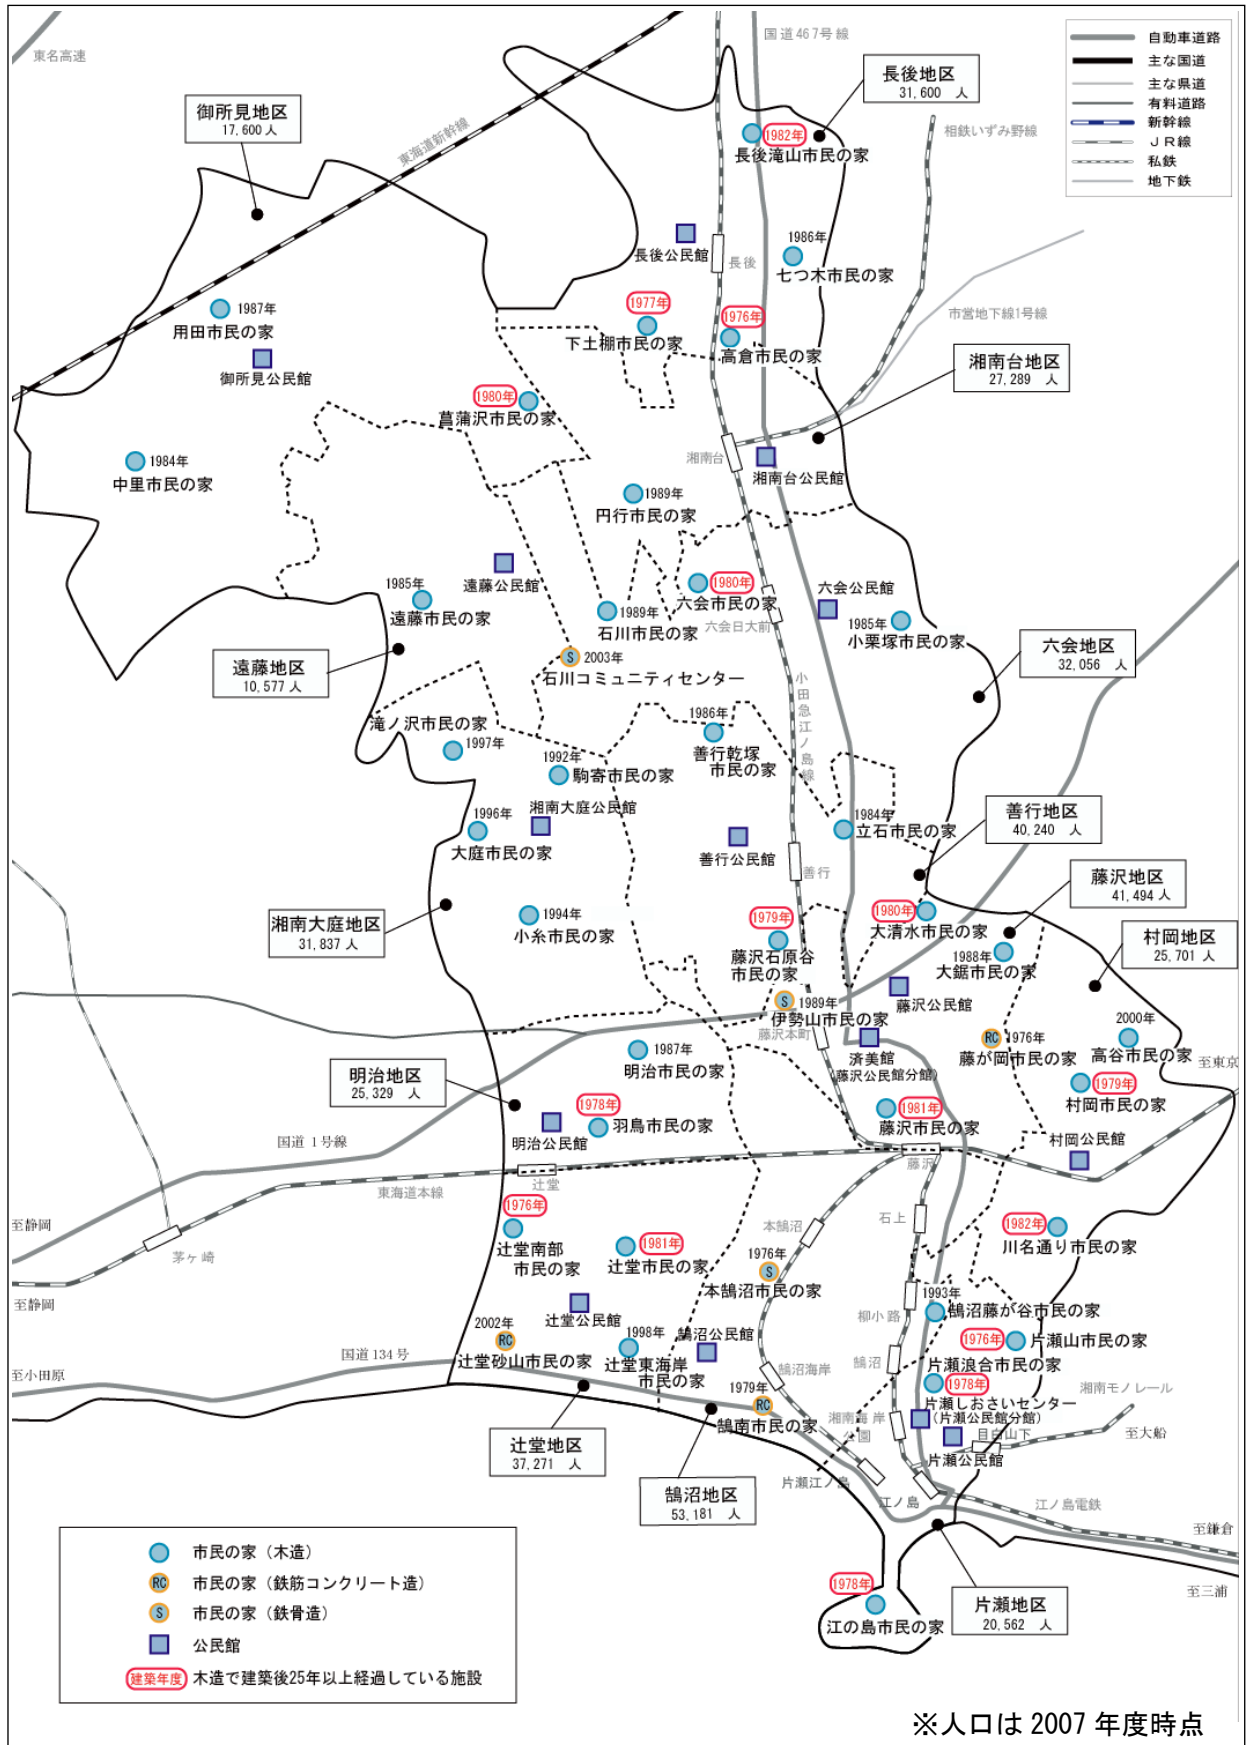 東名高速
国道467号線
自動車道路
主な国道
主な県道
有料道路
新幹線
ＪＲ線
私鉄
地下鉄
長後地区
31,600 人
御所見地区
17,600人
東海道新幹線
相鉄いずみ野線
1982年
長後滝山市民の家
長後公民館
長後
1986年
七つ木市民の家
市営地下線1号線
1987年
用田市民の家
御所見公民館
1977年
下土棚市民の家
1976年
高倉市民の家
湘南台地区
27,289 人
1980年
菖蒲沢市民の家
湘南台
湘南台公民館
1984年
中里市民の家
1989年
円行市民の家
遠藤公民館
1985年
遠藤市民の家
1989年
石川市民の家
1980年
六会市民の家
六会日大前
六会公民館
1985年
小栗塚市民の家
六会地区
32,056 人
遠藤地区
10,577人
2003年
S
石川コミュニティセンター
小田急江ノ島線
滝ノ沢市民の家
1997年
1986年
善行乾塚
市民の家
1992年
駒寄市民の家
湘南大庭公民館
1996年
大庭市民の家
善行公民館
善行
1984年
立石市民の家
善行地区
40,240 人
藤沢地区
41,494人
湘南大庭地区
31,837人
1994年
小糸市民の家
1979年
藤沢石原谷
市民の家
1980年
大清水市民の家
1988年
大鋸市民の家
村岡地区
25,701人
藤沢公民館
S
1989年
伊勢山市民の家
藤沢本町
済美館
(藤沢公民館分館)
RC
1976年
藤が岡市民の家
2000年
高谷市民の家
至東京
1987年
明治市民の家
明治地区
25,329 人
1979年
村岡市民の家
1978年
羽鳥市民の家
明治公民館
1981年
藤沢市民の家
村岡公民館
国道 1号線
藤沢
東海道本線
辻堂
至静岡
茅ヶ崎
至静岡
1976年
辻堂南部
市民の家
1981年
辻堂市民の家
本鵠沼
石上
1982年
川名通り市民の家
1976年
S
本鵠沼市民の家
辻堂公民館
1993年
鵠沼藤が谷市民の家
柳小路
2002年
RC
辻堂砂山市民の家
1998年
辻堂東海岸
市民の家
鵠沼公民館
1976年
片瀬山市民の家
国道134号
至小田原
鵠沼海岸
鵠沼
片瀬浪合市民の家
1978年
片瀬しおさいセンター
(片瀬公民館分館)
湘南モノレール
1979年
RC
鵠南市民の家
湘南海岸
公園
目白山下
片瀬公民館
至大船
辻堂地区
37,271 人
鵠沼地区
53,181 人
片瀬江ノ島
江ノ島
江ノ島電鉄
至鎌倉
至三浦
1978年
江の島市民の家
片瀬地区
20,562 人
市民の家（木造）
RC
市民の家（鉄筋コンクリート造）
S
市民の家（鉄骨造）
公民館
建築年度
木造で建築後25年以上経過している施設
※人口は 2007 年度時点